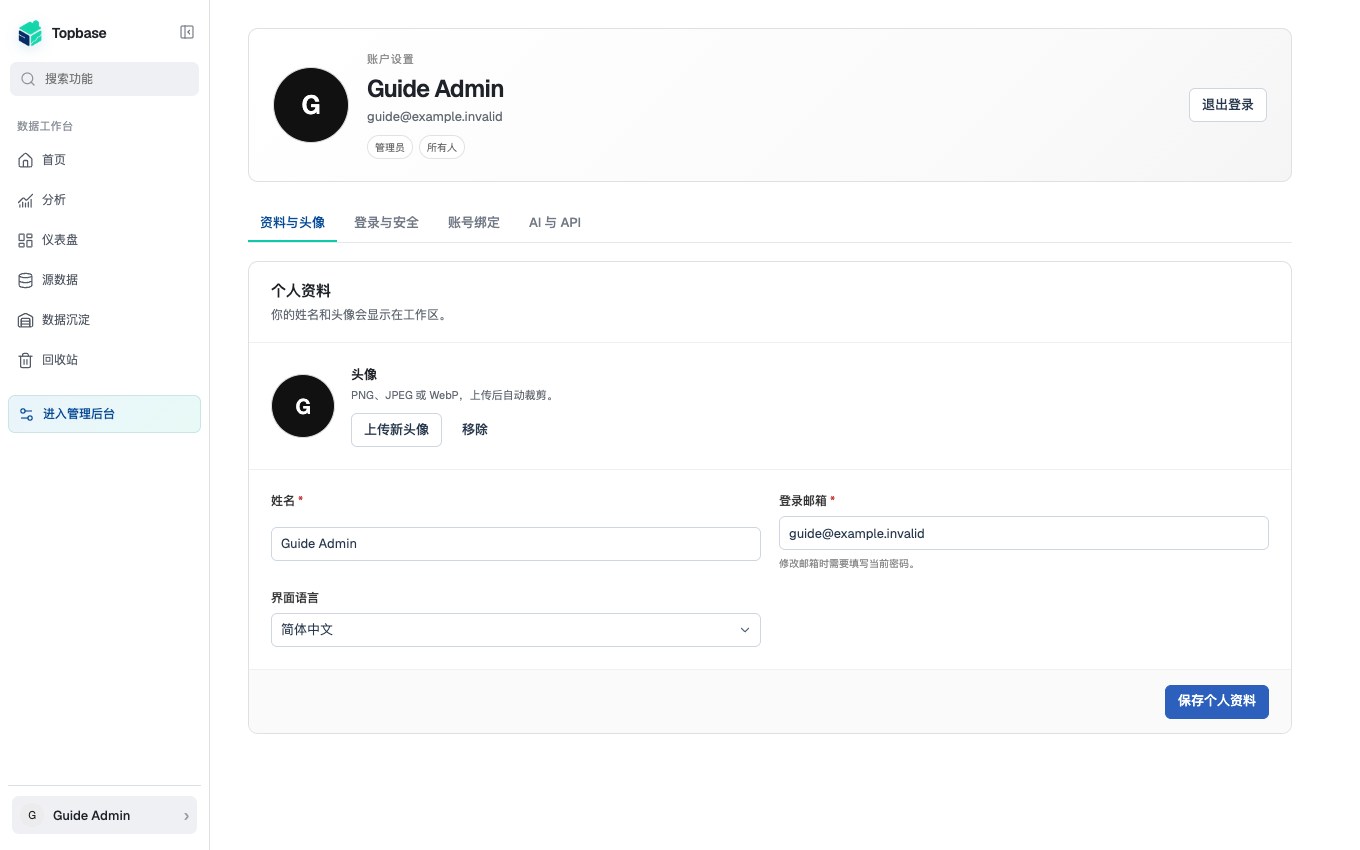 Topbase
搜索功能
数据工作台
首页
分析
仪表盘
源数据
数据沉淀
回收站
进入管理后台
G
Guide Admin
G
账户设置
Guide Admin
guide@example.invalid
管理员
所有人
退出登录
资料与头像
登录与安全
账号绑定
AI 与 API
个人资料
你的姓名和头像会显示在工作区。
G
头像
PNG、JPEG 或 WebP，上传后自动裁剪。
上传新头像
移除
姓名 *
Guide Admin
登录邮箱 *
guide@example.invalid
修改邮箱时需要填写当前密码。
界面语言
简体中文
保存个人资料